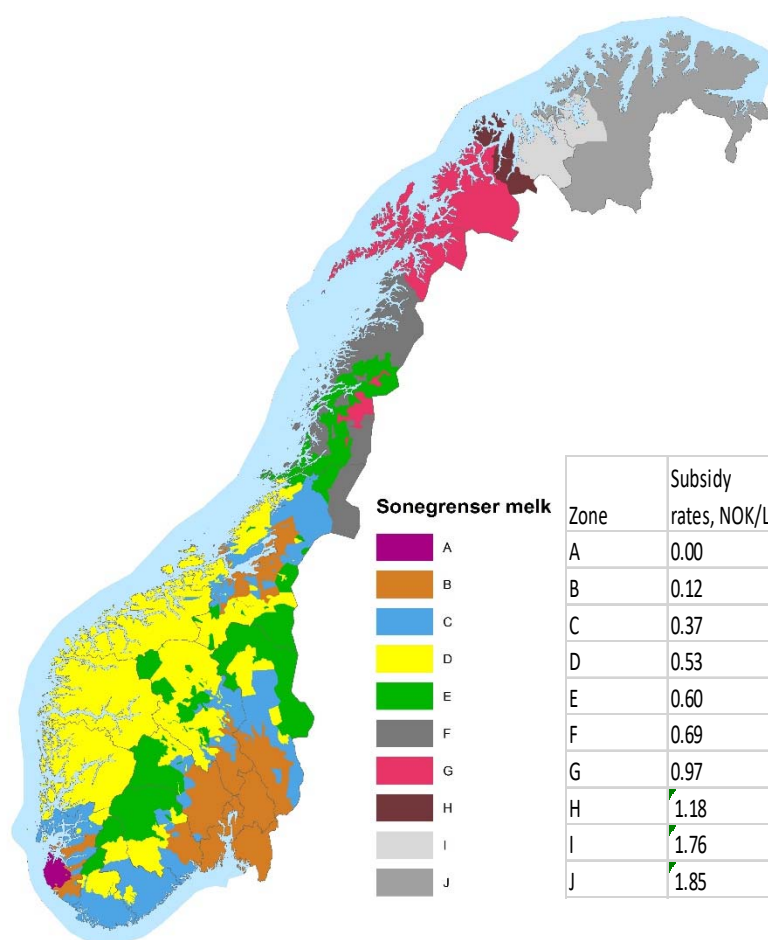 Sonegrenser melk
A
B
C
D
E
F
G
H
I
J
Subsidy
Zone rates, NOK/L
A 0.00
B 0.12
C 0.37
D 0.53
E 0.60
F 0.69
G 0.97
H 1.18
I 1.76
J 1.85